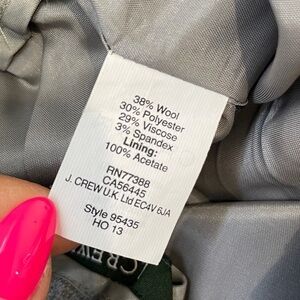 38% Wool
30% Polyester
29% Viscose
3% Spandex
Lining:
100% Acetate
RN77388
CA56445
J. CREW U.K. Ltd EC4V 6JA
Style 95435
HO 13
CREW